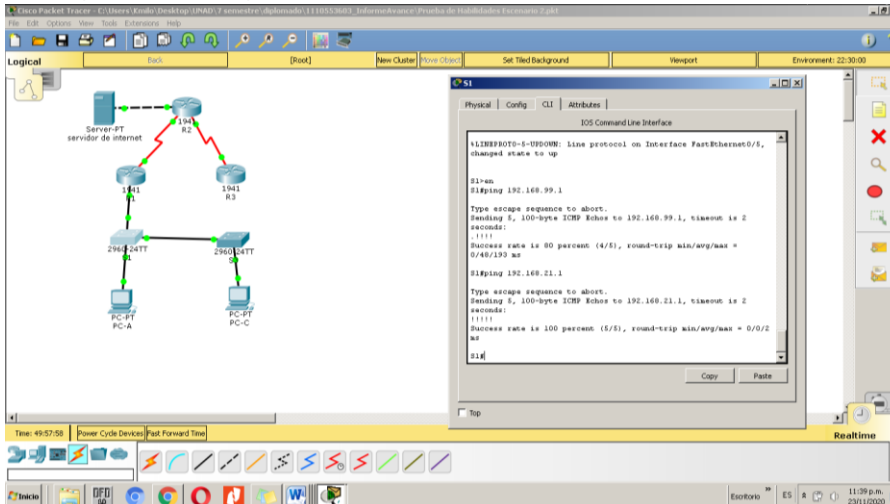 Cisco Packet Tracer - C:\Users\Kmilo\Desktop\UNAD\7 semestre\diplomado\1110553603_InformeAvance\Prueba de Habilidades Escenario 2.pkt
File Edit Options View Tools Extensions Help
Logical
Back
[Root]
New Cluster
Move Object
Set Tiled Background
Viewport
Environment: 22:30:00
Server-PT
servidor de internet
R2
1941
1941
R3
2960-24TT
PC-PT
PC-A
PC-PT
PC-C
S1
Physical Config CLI Attributes
IOS Command Line Interface
%LINEPROTO-5-UPDOWN: Line protocol on Interface FastEthernet0/5,
changed state to up
S1>en
S1#ping 192.168.99.1
Type escape sequence to abort.
Sending 5, 100-byte ICMP Echos to 192.168.99.1, timeout is 2
seconds:
.!!!!
Success rate is 80 percent (4/5), round-trip min/avg/max =
0/48/193 ms
S1#ping 192.168.21.1
Type escape sequence to abort.
Sending 5, 100-byte ICMP Echos to 192.168.21.1, timeout is 2
seconds:
!!!!!
Success rate is 100 percent (5/5), round-trip min/avg/max = 0/0/2
ms
S1#
Copy
Paste
Top
Time: 49:57:58
Power Cycle Devices
Fast Forward Time
Realtime
Inicio
Escritorio
ES
11:39 p.m.
23/11/2020